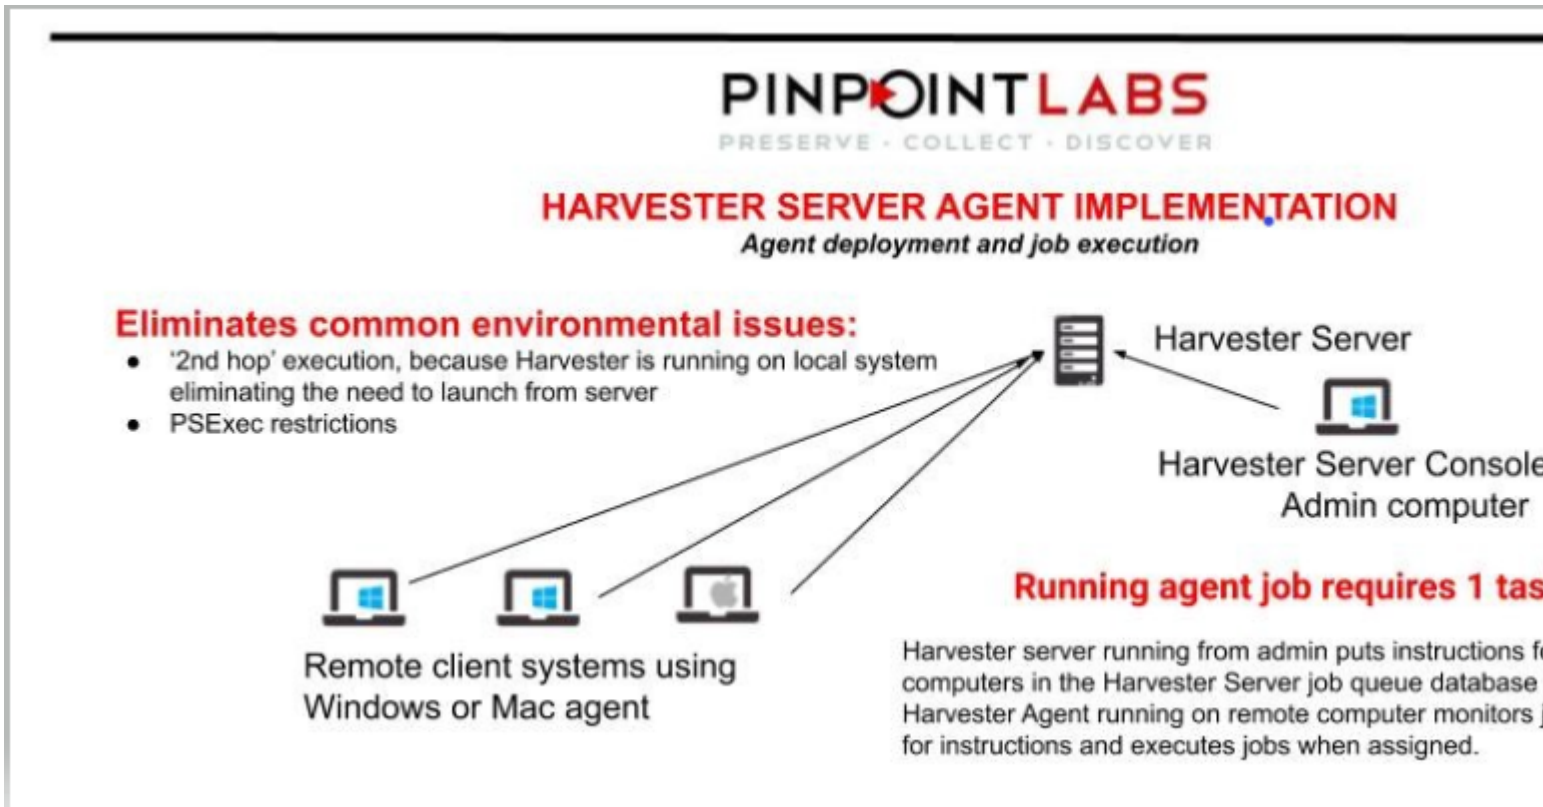 PINPOINTLABS
PRESERVE · COLLECT · DISCOVER
HARVESTER SERVER AGENT IMPLEMENTATION
Agent deployment and job execution
Eliminates common environmental issues:
● ‘2nd hop’ execution, because Harvester is running on local system
eliminating the need to launch from server
● PSExec restrictions
Harvester Server
Harvester Server Console
Admin computer
Remote client systems using
Windows or Mac agent
Running agent job requires 1 tas
Harvester server running from admin puts instructions f
computers in the Harvester Server job queue database
Harvester Agent running on remote computer monitors j
for instructions and executes jobs when assigned.